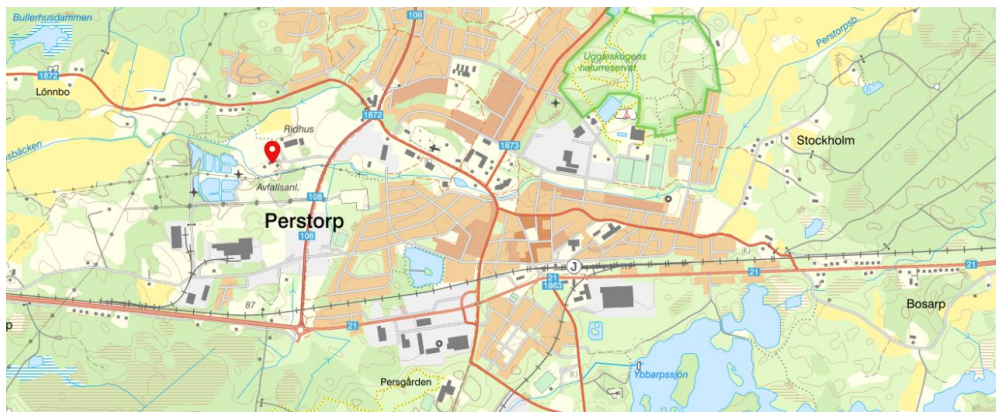 Bullerhusdammen
108
1872
Lönnbo
Uggleskogens
naturreservat.
Perstorpsb.
1872
Ridhus
1873
Stockholm
Avfallsanl.
108
Perstorp
108
J
21
21
21
1863
87
21
Bosarp
Ybbarpssjön
Persgården